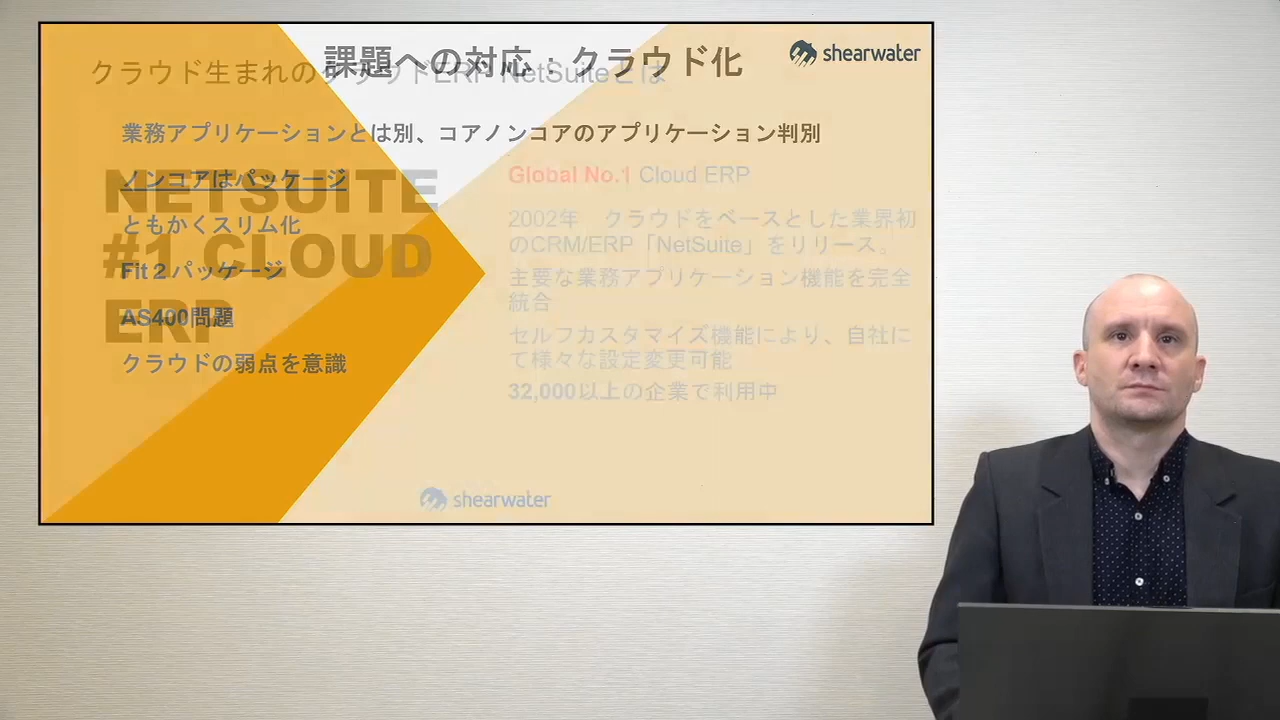 課題への対応：クラウド化
shearwater
クラウド生まれのクラウドERP NetSuiteとは
業務アプリケーションとは別、コアノンコアのアプリケーション判別
ノンコアはパッケージ
ともかくスリム化
Fit２パッケージ
AS400問題
クラウドの弱点を意識
NETSUITE
#1 CLOUD
ERP
Global No.1 Cloud ERP
2002年　クラウドをベースとした業界初
のCRM/ERP「NetSuite」をリリース。
主要な業務アプリケーション機能を完全
統合
セルフカスタマイズ機能により、自社に
て様々な設定変更可能
32,000以上の企業で利用中
shearwater